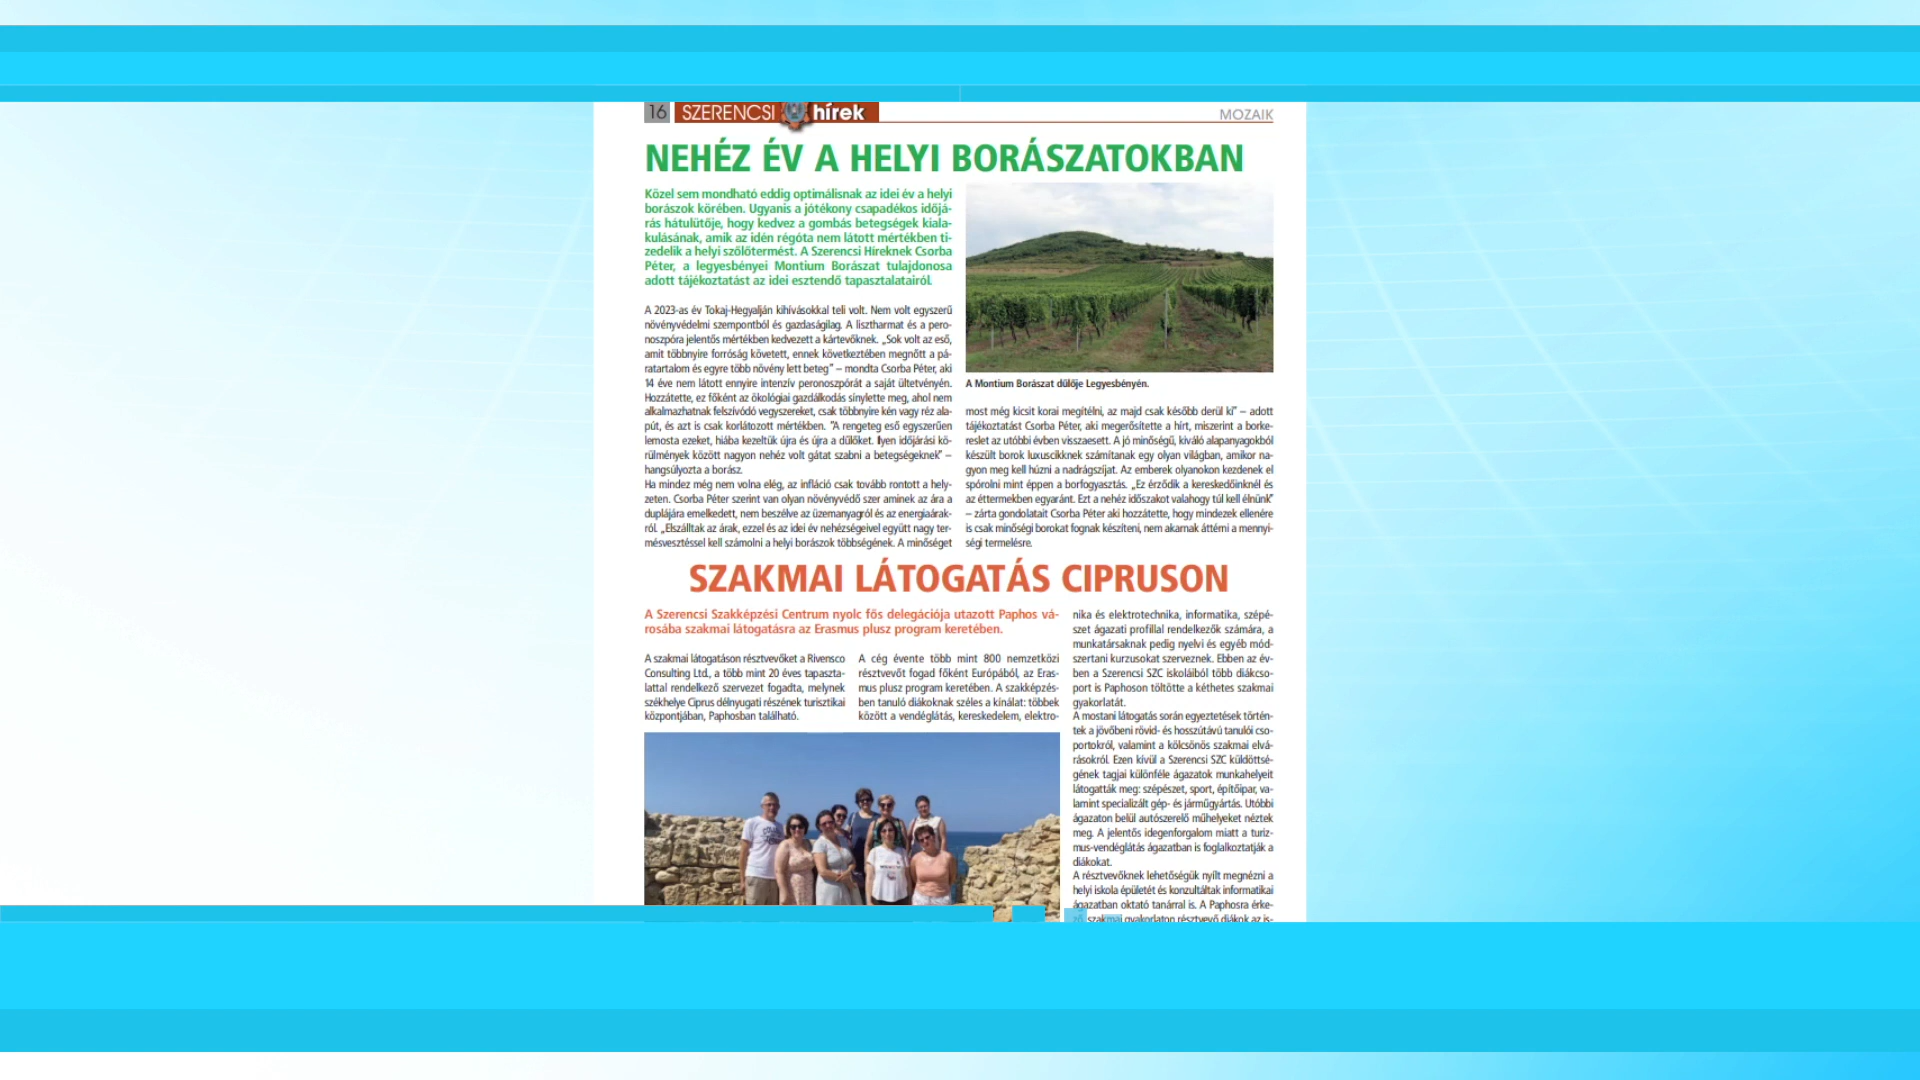 16 SZERENCSI hírek
MOZAIK
NEHÉZ ÉV A HELYI BORÁSZATOKBAN
Közel sem mondható eddig optimálisnak az idei év a helyi
borászok körében. Ugyanis a jótékony csapadékos időjá-
rás hátulütője, hogy kedvez a gombás betegségek kiala-
kulásának, amik az idén régóta nem látott mértékben ti-
zedelik a helyi szőlőtermést. A Szerencsi Híreknek Csorba
Péter, a legyesbényei Montium Borászat tulajdonosa
adott tájékoztatást az idei esztendő tapasztalatairól.
A 2023-as év Tokaj-Hegyalján kihívásokkal teli volt. Nem volt egyszerű
növényvédelmi szempontból és gazdaságilag. A lisztharmat és a pero-
noszpóra jelentős mértékben kedvezett a kártevőknek. „Sok volt az eső,
amit többnyire forróság követett, ennek következtében megnőtt a pá-
ratartalom és egyre több növény lett beteg” – mondta Csorba Péter, aki
14 éve nem látott ennyire intenzív peronoszpórát a saját ültetvényén.
Hozzátette, ez főként az ökológiai gazdálkodás sínylette meg, ahol nem
alkalmazhatnak felszívódó vegyszereket, csak többnyire kén vagy réz ala-
pút, és azt is csak korlátozott mértékben. "A rengeteg eső egyszerűen
lemosta ezeket, hiába kezeltük újra és újra a dűlőket. Ilyen időjárási kö-
rülmények között nagyon nehéz volt gátat szabni a betegségeknek” –
hangsúlyozta a borász.
Ha mindez még nem volna elég, az infláció csak tovább rontott a hely-
zeten. Csorba Péter szerint van olyan növényvédő szer aminek az ára a
duplájára emelkedett, nem beszélve az üzemanyagról és az energiaárak-
ról. „Elszálltak az árak, ezzel és az idei év nehézségeivel együtt nagy ter-
mésvesztéssel kell számolni a helyi borászok többségének. A minőséget
A Montium Borászat dűlője Legyesbényén.
most még kicsit korai megítélni, az majd csak később derül ki” – adott
tájékoztatást Csorba Péter, aki megerősítette a hírt, miszerint a borke-
reslet az utóbbi évben visszaesett. A jó minőségű, kiváló alapanyagokból
készült borok luxuscikknek számítanak egy olyan világban, amikor na-
gyon meg kell húzni a nadrágszíjat. Az emberek olyanokon kezdenek el
spórolni mint éppen a borfogyasztás. „Ez érződik a kereskedőinknél és
az éttermekben egyaránt. Ezt a nehéz időszakot valahogy túl kell élnünk”
– zárta gondolatait Csorba Péter aki hozzátette, hogy mindezek ellenére
is csak minőségi borokat fognak készíteni, nem akarnak áttérni a mennyi-
ségi termelésre.
SZAKMAI LÁTOGATÁS CIPRUSON
A Szerencsi Szakképzési Centrum nyolc fős delegációja utazott Paphos vá-
rosába szakmai látogatásra az Erasmus plusz program keretében.
A szakmai látogatáson résztvevőket a Rivensco
Consulting Ltd., a több mint 20 éves tapaszta-
lattal rendelkező szervezet fogadta, melynek
székhelye Ciprus délnyugati részének turisztikai
központjában, Paphosban található.
A cég évente több mint 800 nemzetközi
résztvevőt fogad főként Európából, az Eras-
mus plusz program keretében. A szakképzés-
ben tanuló diákoknak széles a kínálat: többek
között a vendéglátás, kereskedelem, elektro-
nika és elektrotechnika, informatika, szépé-
szet ágazati profillal rendelkezők számára, a
munkatársaknak pedig nyelvi és egyéb mód-
szertani kurzusokat szerveznek. Ebben az év-
ben a Szerencsi SZC iskoláiból több diákcso-
port is Paphoson töltötte a kéthetes szakmai
gyakorlatát.
A mostani látogatás során egyeztetések történ-
tek a jövőbeni rövid- és hosszútávú tanulói cso-
portokról, valamint a kölcsönös szakmai elvá-
rásokról. Ezen kívül a Szerencsi SZC küldöttsé-
gének tagjai különféle ágazatok munkahelyeit
látogatták meg: szépészet, sport, építőipar, va-
lamint specializált gép- és járműgyártás. Utóbbi
ágazaton belül autószerelő műhelyeket néztek
meg. A jelentős idegenforgalom miatt a turiz-
mus-vendéglátás ágazatban is foglalkoztatják a
diákokat.
A résztvevőknek lehetőségük nyílt megnézni a
helyi iskola épületét és konzultáltak informatikai
ágazatban oktató tanárral is. A Paphosra érke-
ző szakmai gyakorlaton résztvevő diákok az is-